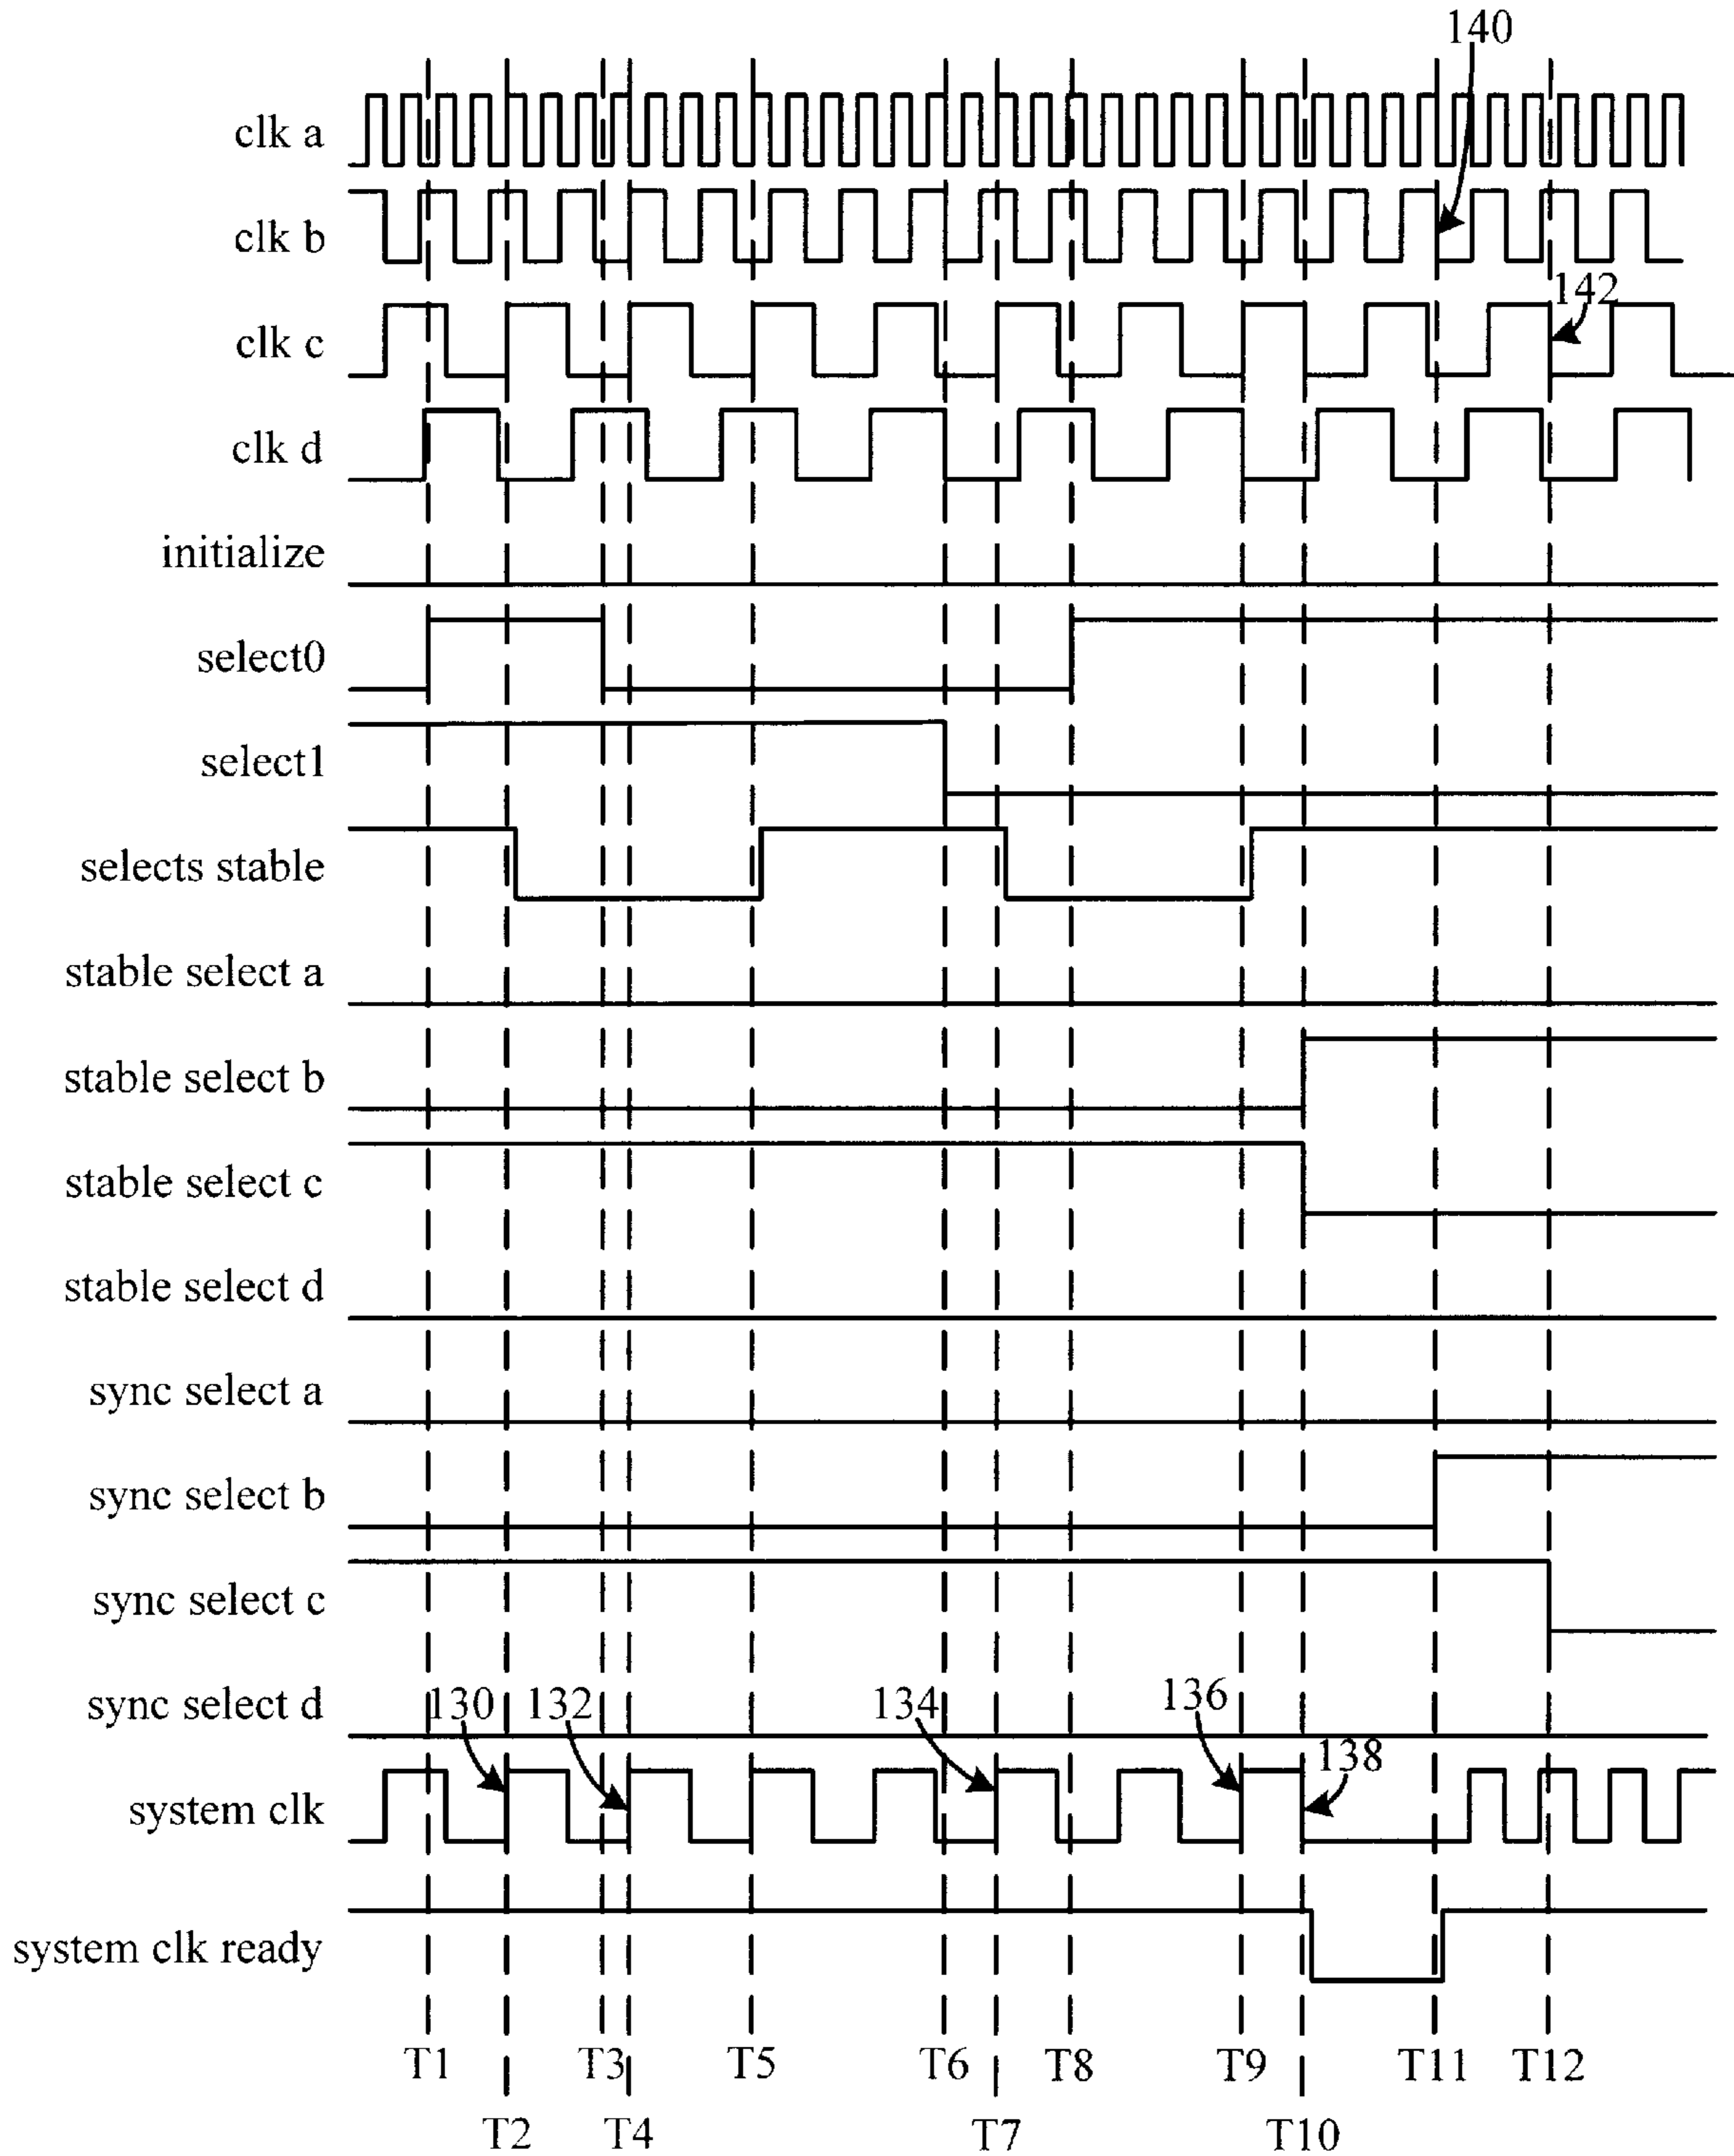 140
clk a
clk b
142
clk c
clk d
initialize
select0
select1
selects stable
stable select a
stable select b
stable select c
stable select d
sync select a
sync select b
sync select c
sync select d
130 132 134 136
138
system clk
system clk ready
T1 T3 T5 T6 T8 T9 T11 T12
T2 T4 T7 T10